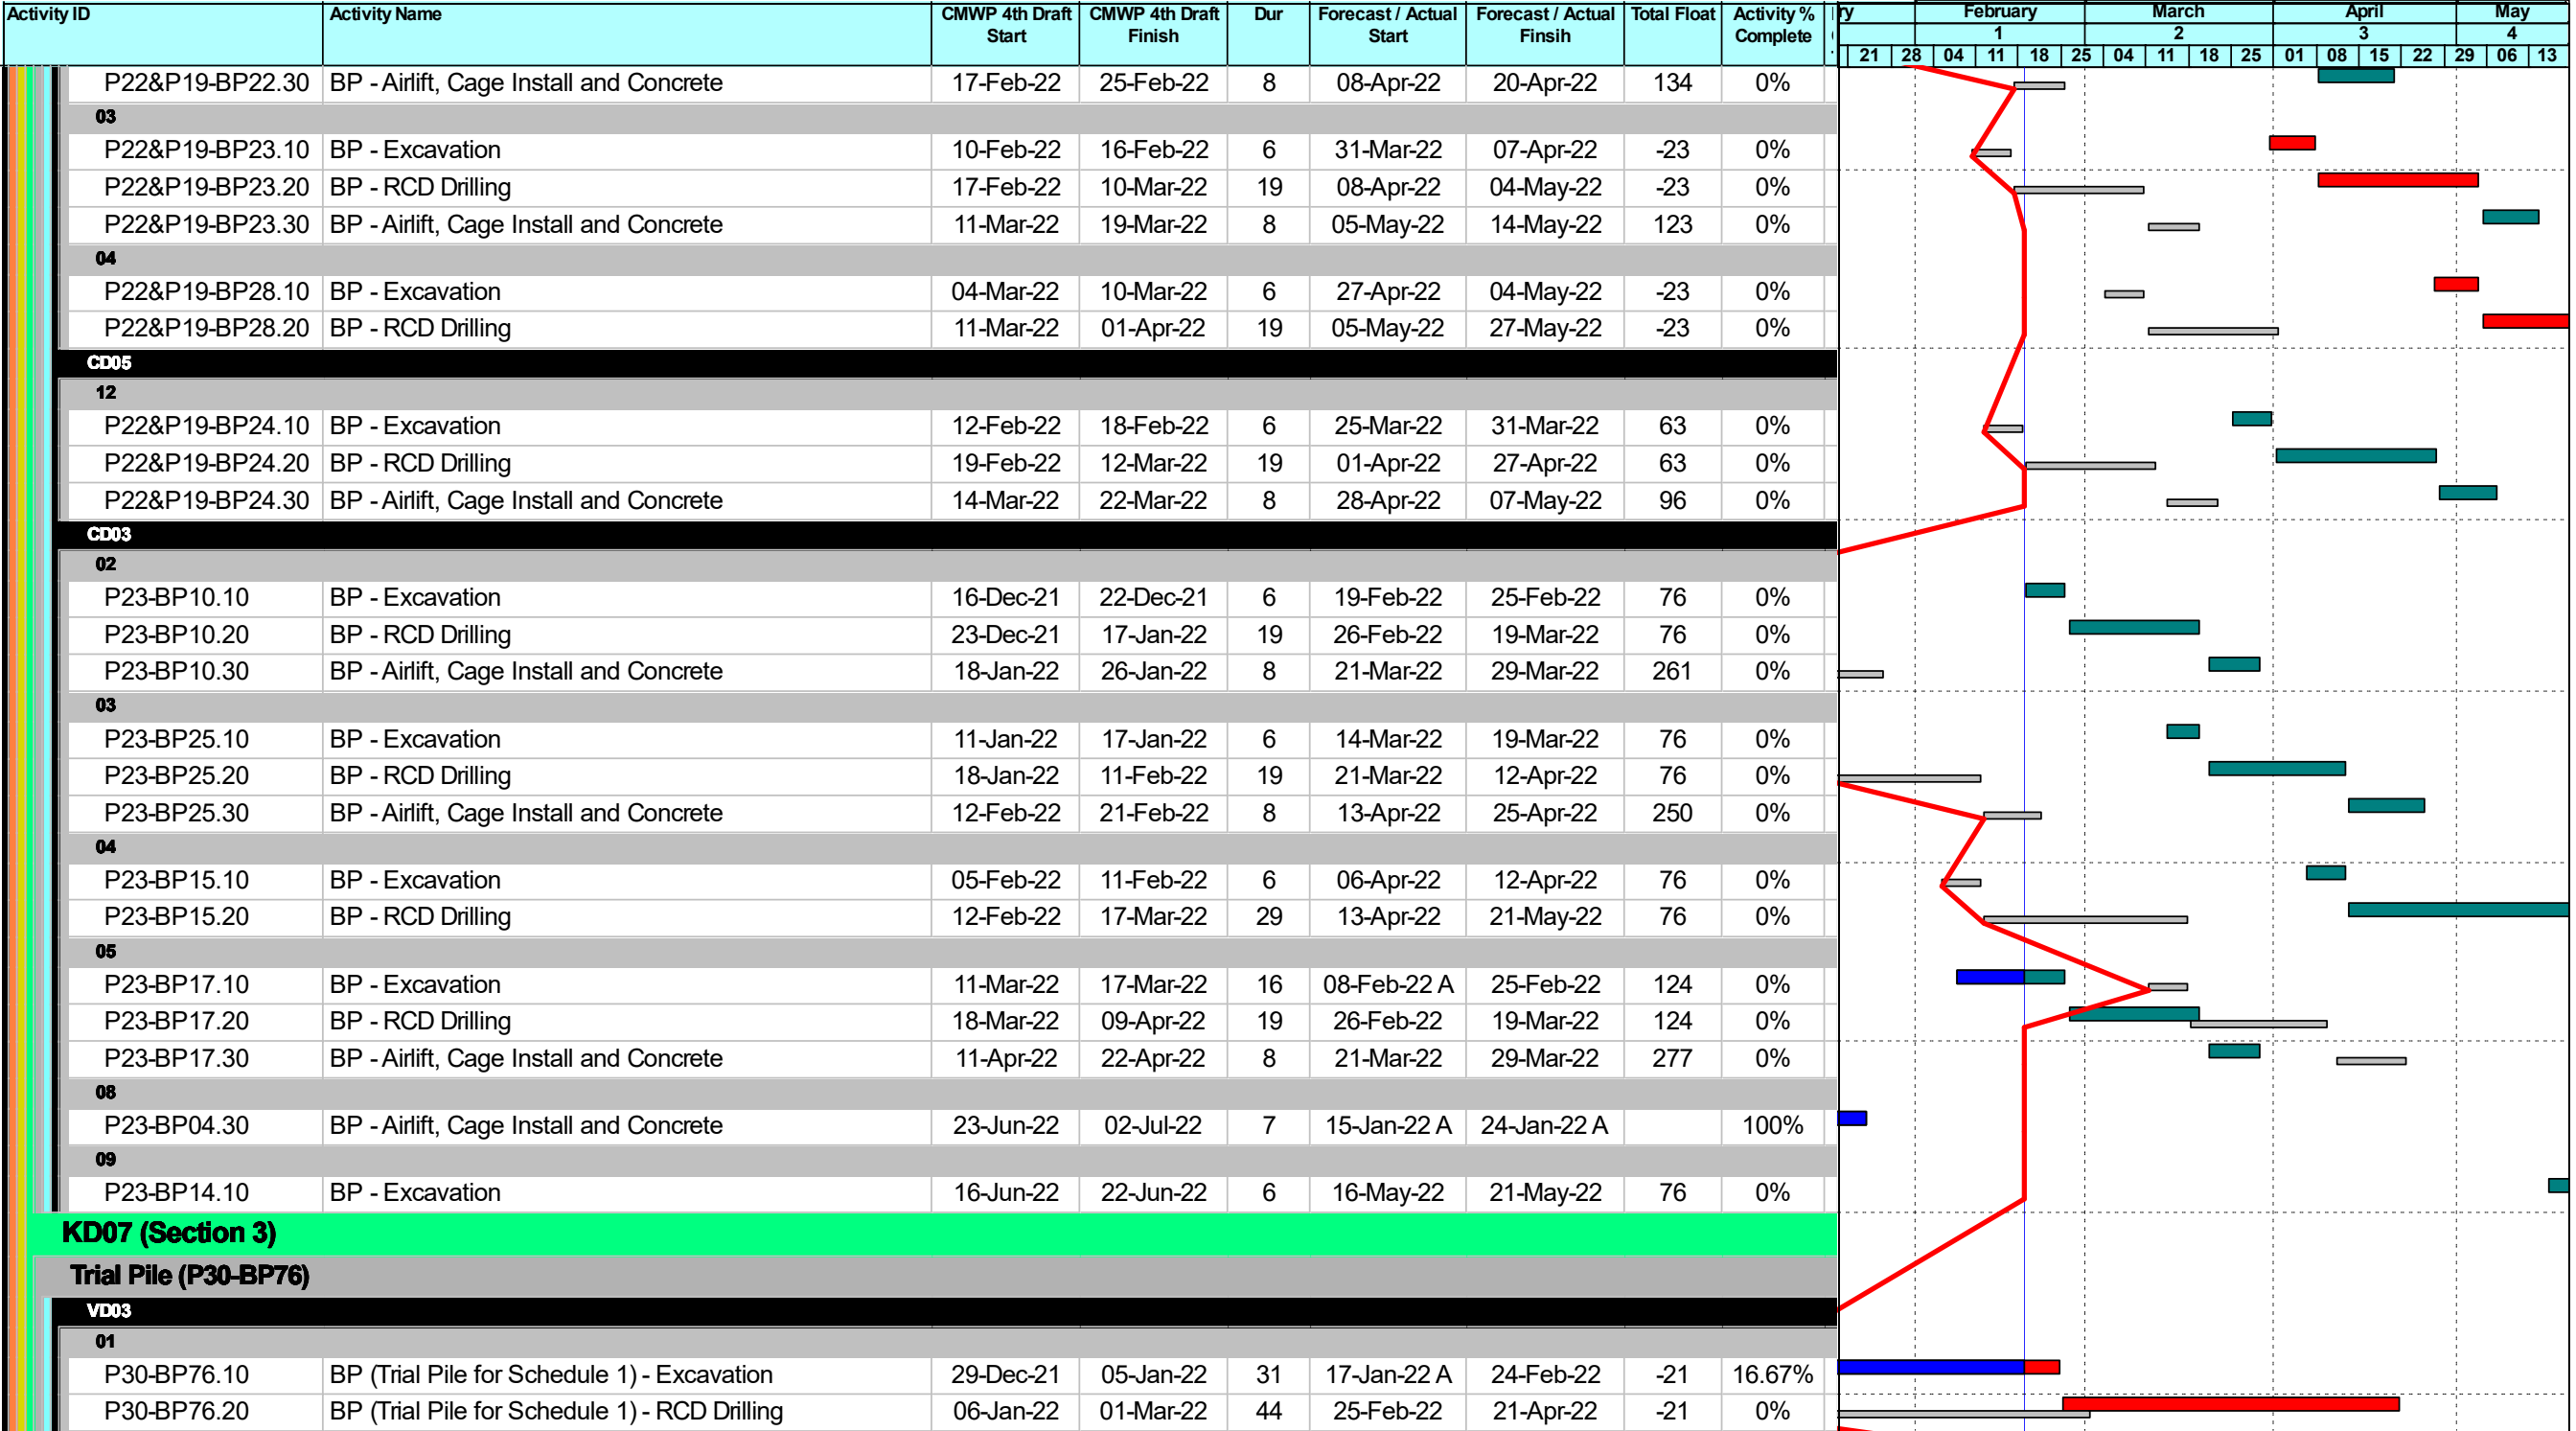 Activity ID Activity Name CMWP 4th Draft Start CMWP 4th Draft Finish Dur Forecast / Actual Start Forecast / Actual Finsih Total Float Activity % Complete ry February March April May
1 2 3 4
21 28 04 11 18 25 04 11 18 25 01 08 15 22 29 06 13
P22&P19-BP22.30 BP - Airlift, Cage Install and Concrete 17-Feb-22 25-Feb-22 8 08-Apr-22 20-Apr-22 134 0%
03
P22&P19-BP23.10 BP - Excavation 10-Feb-22 16-Feb-22 6 31-Mar-22 07-Apr-22 -23 0%
P22&P19-BP23.20 BP - RCD Drilling 17-Feb-22 10-Mar-22 19 08-Apr-22 04-May-22 -23 0%
P22&P19-BP23.30 BP - Airlift, Cage Install and Concrete 11-Mar-22 19-Mar-22 8 05-May-22 14-May-22 123 0%
04
P22&P19-BP28.10 BP - Excavation 04-Mar-22 10-Mar-22 6 27-Apr-22 04-May-22 -23 0%
P22&P19-BP28.20 BP - RCD Drilling 11-Mar-22 01-Apr-22 19 05-May-22 27-May-22 -23 0%
CD05
12
P22&P19-BP24.10 BP - Excavation 12-Feb-22 18-Feb-22 6 25-Mar-22 31-Mar-22 63 0%
P22&P19-BP24.20 BP - RCD Drilling 19-Feb-22 12-Mar-22 19 01-Apr-22 27-Apr-22 63 0%
P22&P19-BP24.30 BP - Airlift, Cage Install and Concrete 14-Mar-22 22-Mar-22 8 28-Apr-22 07-May-22 96 0%
CD03
02
P23-BP10.10 BP - Excavation 16-Dec-21 22-Dec-21 6 19-Feb-22 25-Feb-22 76 0%
P23-BP10.20 BP - RCD Drilling 23-Dec-21 17-Jan-22 19 26-Feb-22 19-Mar-22 76 0%
P23-BP10.30 BP - Airlift, Cage Install and Concrete 18-Jan-22 26-Jan-22 8 21-Mar-22 29-Mar-22 261 0%
03
P23-BP25.10 BP - Excavation 11-Jan-22 17-Jan-22 6 14-Mar-22 19-Mar-22 76 0%
P23-BP25.20 BP - RCD Drilling 18-Jan-22 11-Feb-22 19 21-Mar-22 12-Apr-22 76 0%
P23-BP25.30 BP - Airlift, Cage Install and Concrete 12-Feb-22 21-Feb-22 8 13-Apr-22 25-Apr-22 250 0%
04
P23-BP15.10 BP - Excavation 05-Feb-22 11-Feb-22 6 06-Apr-22 12-Apr-22 76 0%
P23-BP15.20 BP - RCD Drilling 12-Feb-22 17-Mar-22 29 13-Apr-22 21-May-22 76 0%
05
P23-BP17.10 BP - Excavation 11-Mar-22 17-Mar-22 16 08-Feb-22 A 25-Feb-22 124 0%
P23-BP17.20 BP - RCD Drilling 18-Mar-22 09-Apr-22 19 26-Feb-22 19-Mar-22 124 0%
P23-BP17.30 BP - Airlift, Cage Install and Concrete 11-Apr-22 22-Apr-22 8 21-Mar-22 29-Mar-22 277 0%
08
P23-BP04.30 BP - Airlift, Cage Install and Concrete 23-Jun-22 02-Jul-22 7 15-Jan-22 A 24-Jan-22 A 100%
09
P23-BP14.10 BP - Excavation 16-Jun-22 22-Jun-22 6 16-May-22 21-May-22 76 0%
KD07 (Section 3)
Trial Pile (P30-BP76)
VD03
01
P30-BP76.10 BP (Trial Pile for Schedule 1) - Excavation 29-Dec-21 05-Jan-22 31 17-Jan-22 A 24-Feb-22 -21 16.67%
P30-BP76.20 BP (Trial Pile for Schedule 1) - RCD Drilling 06-Jan-22 01-Mar-22 44 25-Feb-22 21-Apr-22 -21 0%